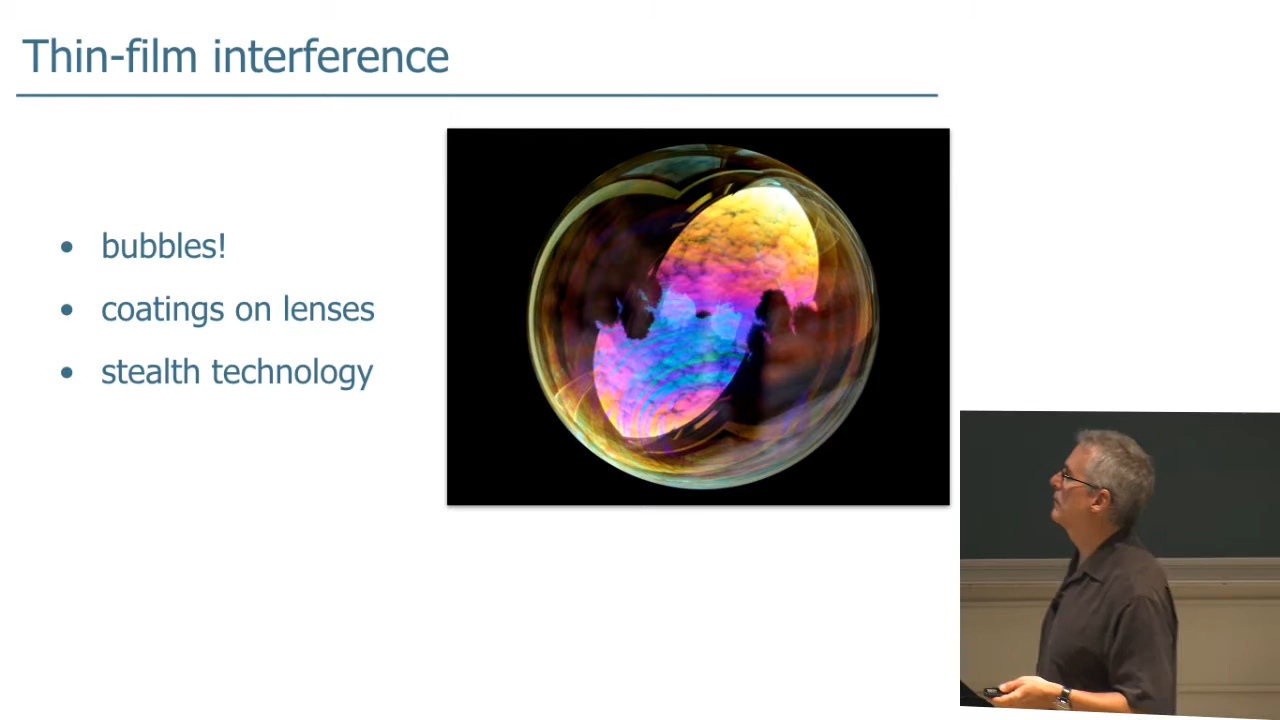 Thin-film interference
• bubbles!
• coatings on lenses
• stealth technology